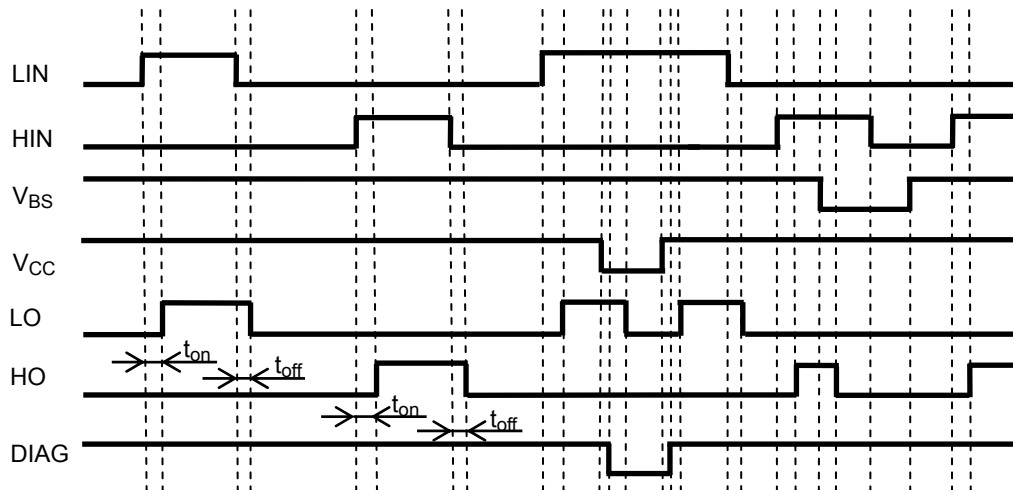 LIN
HIN
VBS
VCC
LO
ton
toff
HO
ton
toff
DIAG